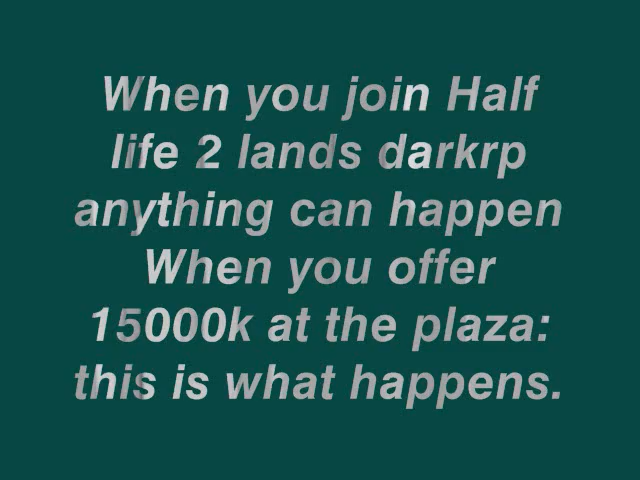 When you join Half
life 2 lands darkrp
anything can happen
When you offer
15000k at the plaza:
this is what happens.